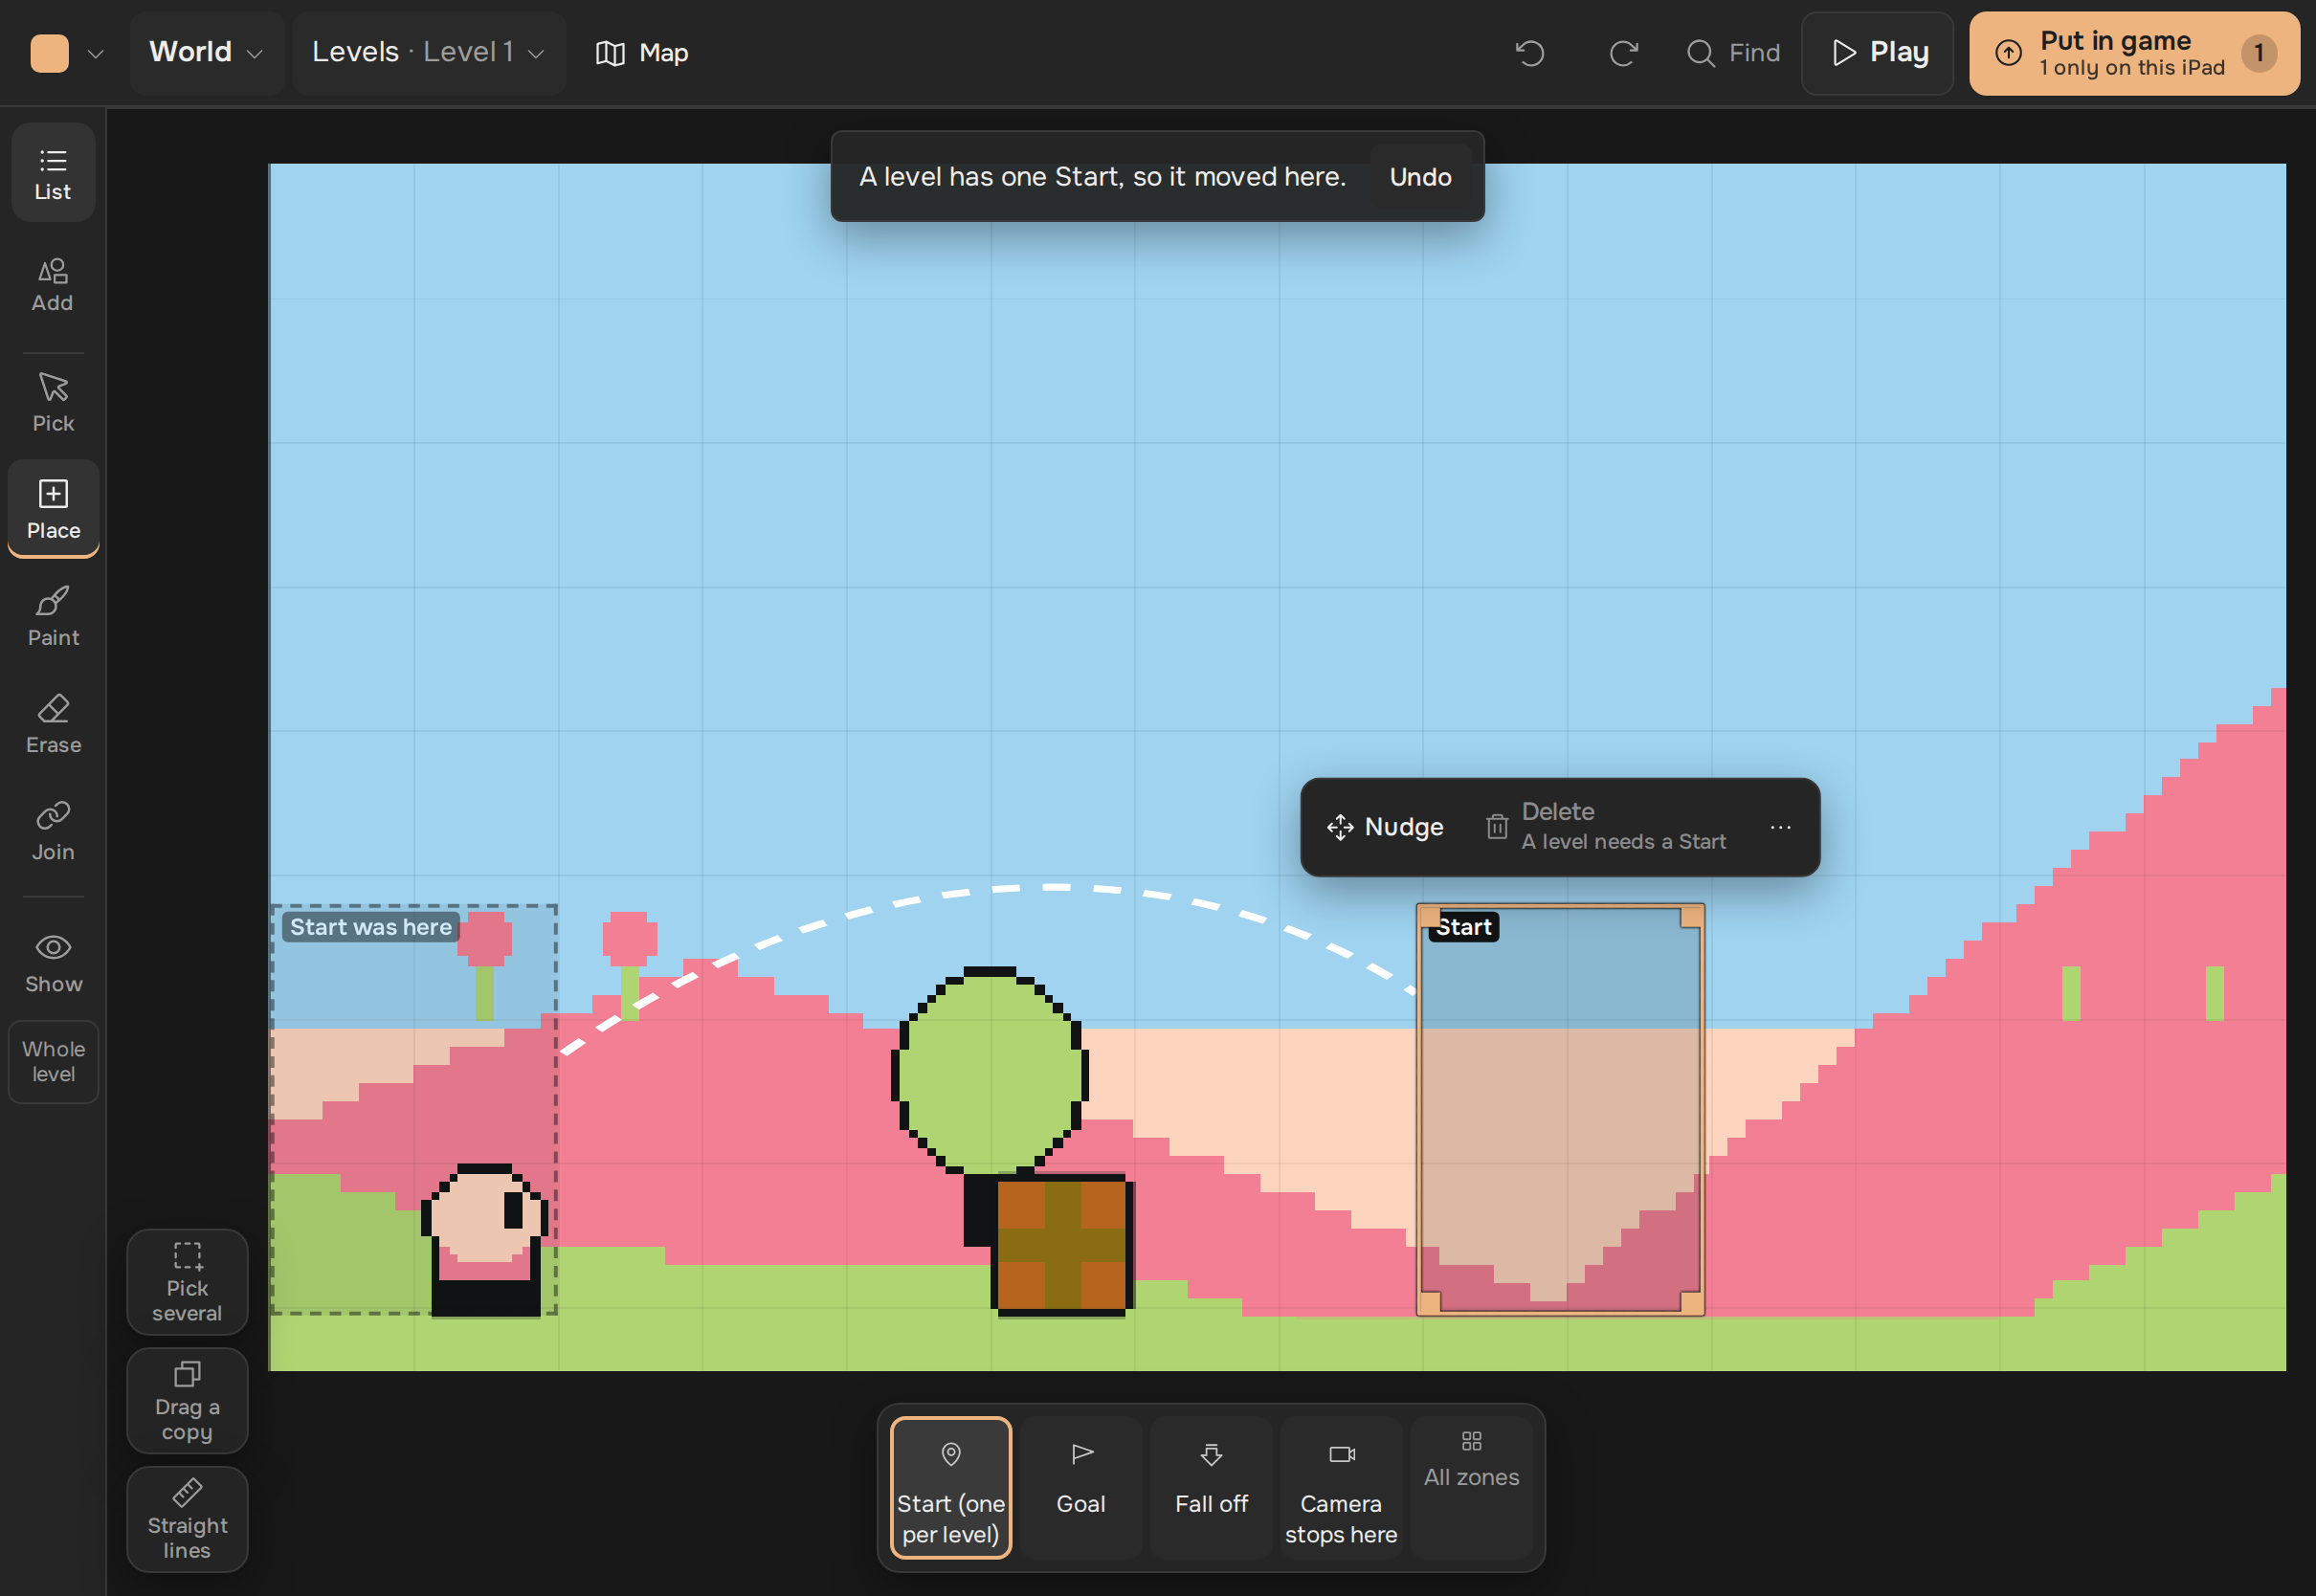 World
Levels · Level 1
Map
Find
Play
Put in game
1 only on this iPad
1
List
Add
Pick
Place
Paint
Erase
Join
Show
Whole
level
A level has one Start, so it moved here.
Undo
Nudge
Delete
A level needs a Start
...
Start was here
Start
Pick
several
Drag a
copy
Straight
lines
Start (one
per level)
Goal
Fall off
Camera
stops here
All zones